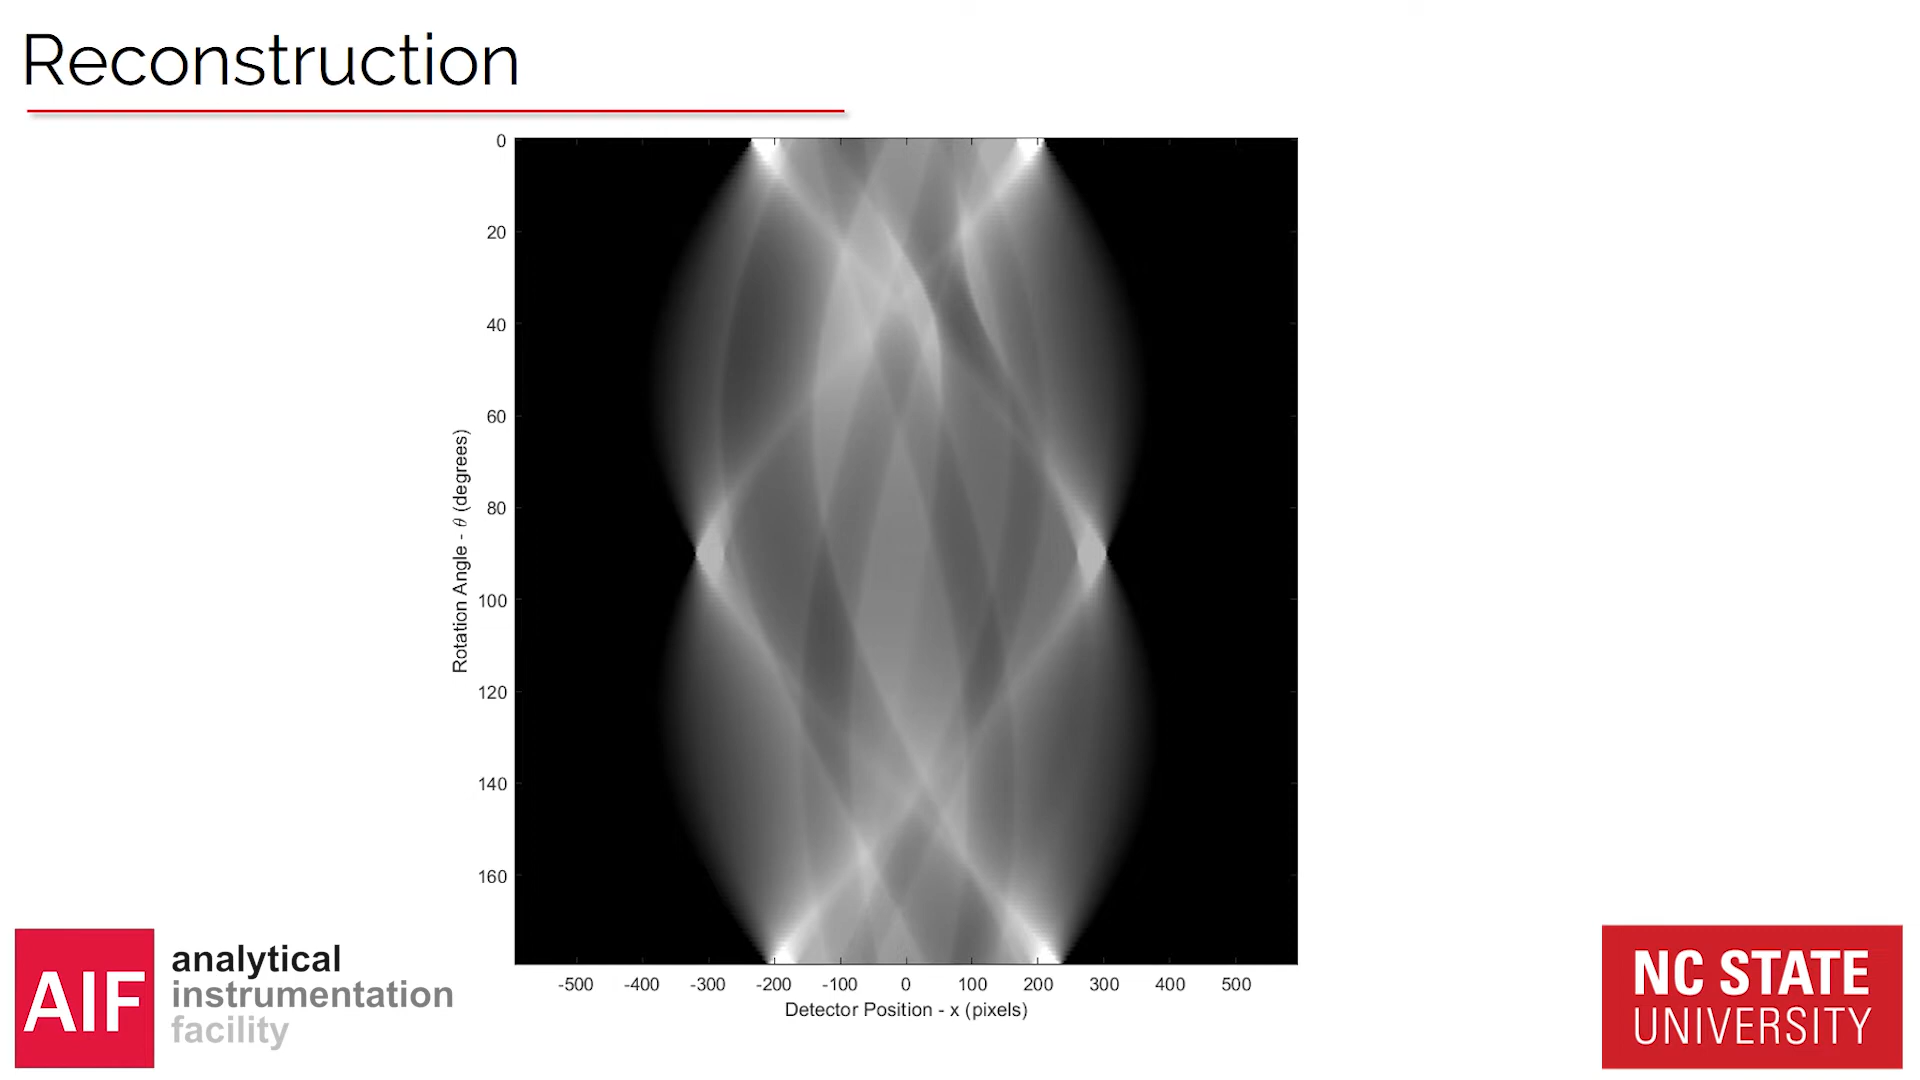 Reconstruction
0
20
40
60
80
100
120
140
160
Rotation Angle - θ (degrees)
-500 -400 -300 -200 -100 0 100 200 300 400 500
Detector Position - x (pixels)
AIF
analytical
instrumentation
facility
NC STATE
UNIVERSITY